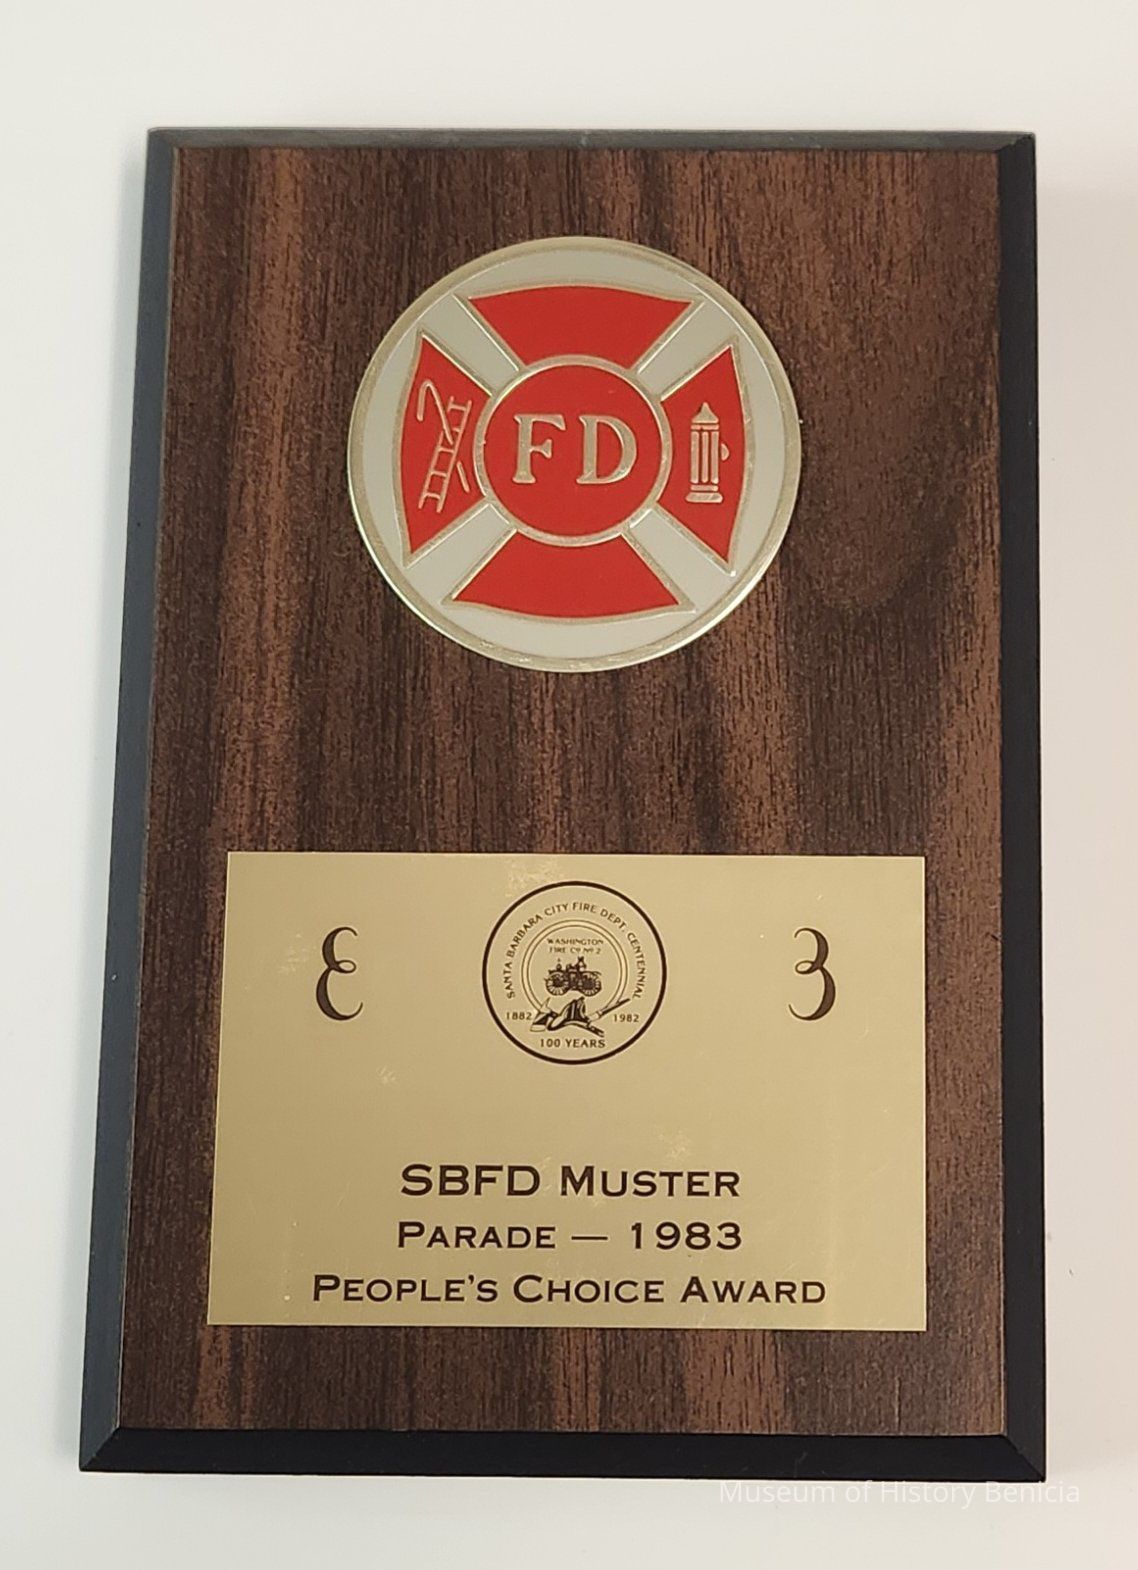 FD
SANTA BARBARA CITY FIRE DEPT. CENTENNIAL
WASHINGTON
FIRE Cº Nº 2
1882 1982
100 YEARS
SBFD MUSTER
PARADE — 1983
PEOPLE'S CHOICE AWARD
Museum of History Benicia